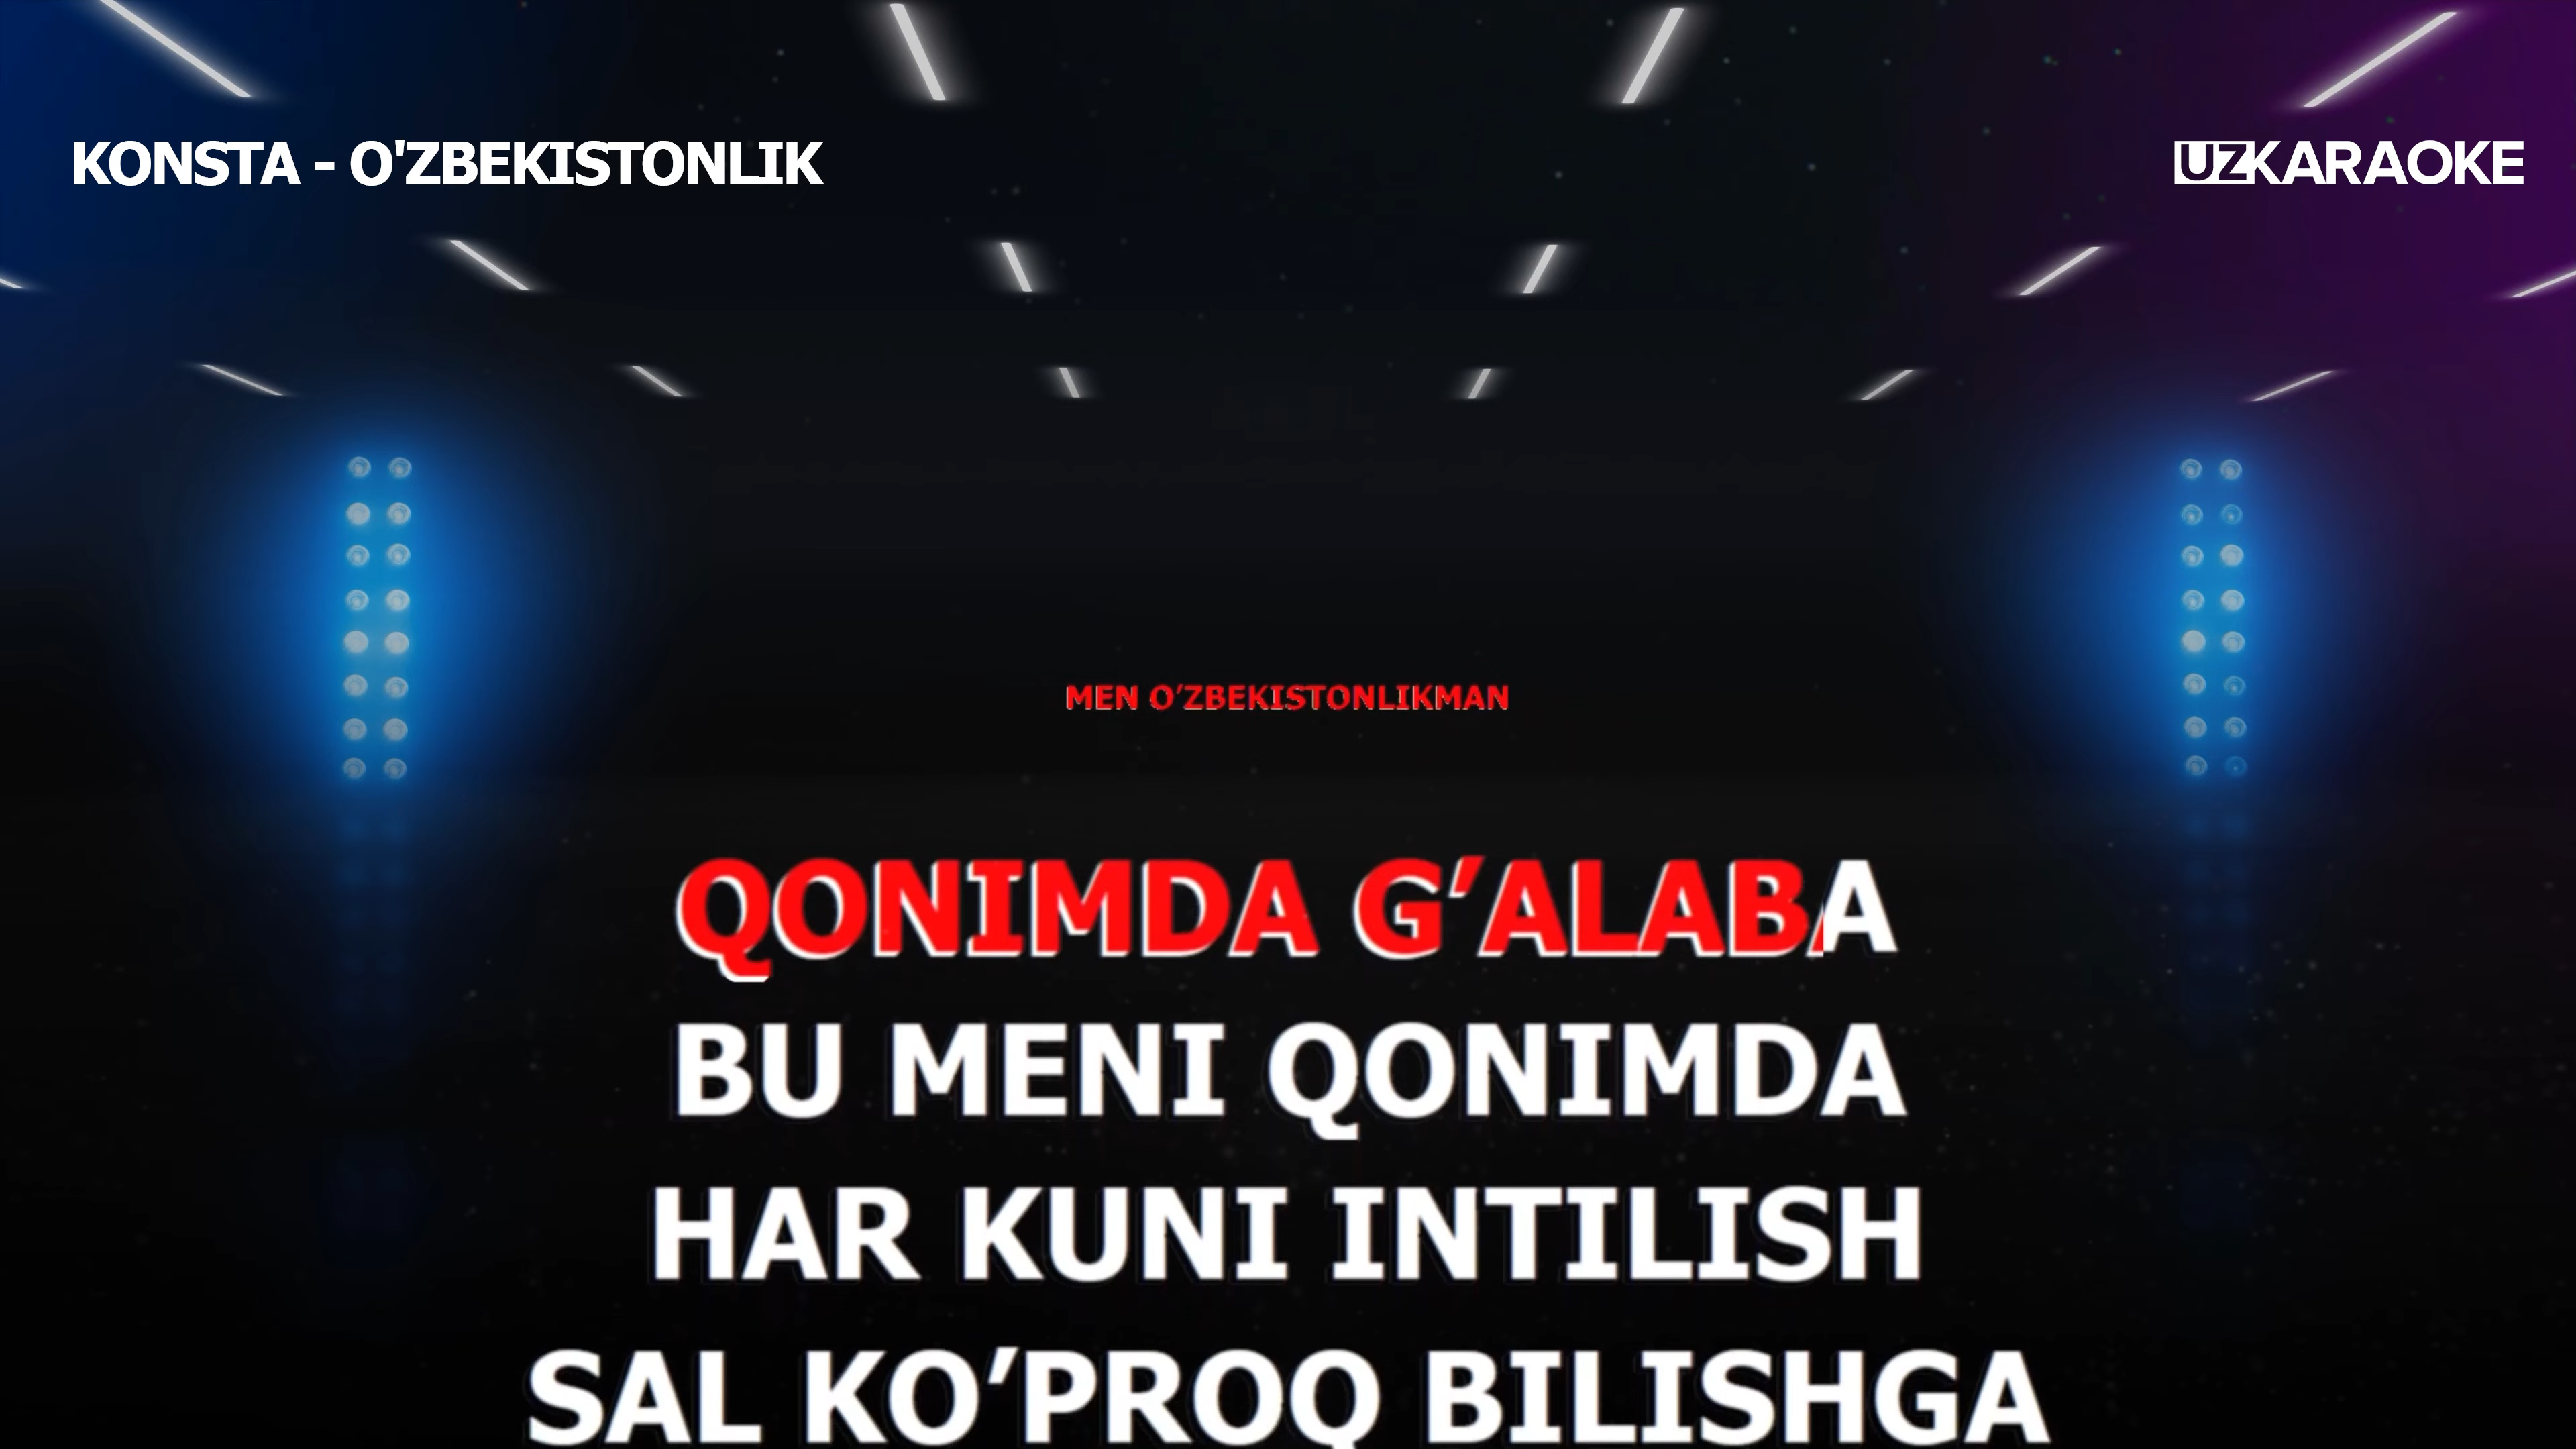 KONSTA - O'ZBEKISTONLIK
UZKARAOKE
MEN O’ZBEKISTONLIKMAN
QONIMDA G’ALABA
BU MENI QONIMDA
HAR KUNI INTILISH
SAL KO’PROQ BILISHGA